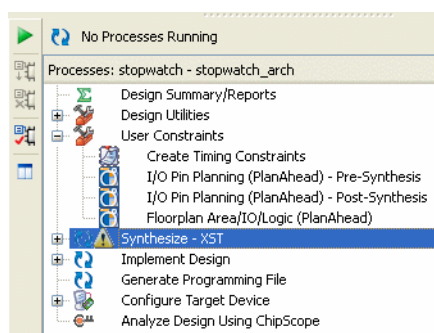 No Processes Running
Processes: stopwatch - stopwatch_arch
Design Summary/Reports
Design Utilities
User Constraints
Create Timing Constraints
I/O Pin Planning (PlanAhead) - Pre-Synthesis
I/O Pin Planning (PlanAhead) - Post-Synthesis
Floorplan Area/IO/Logic (PlanAhead)
Synthesize - XST
Implement Design
Generate Programming File
Configure Target Device
Analyze Design Using ChipScope